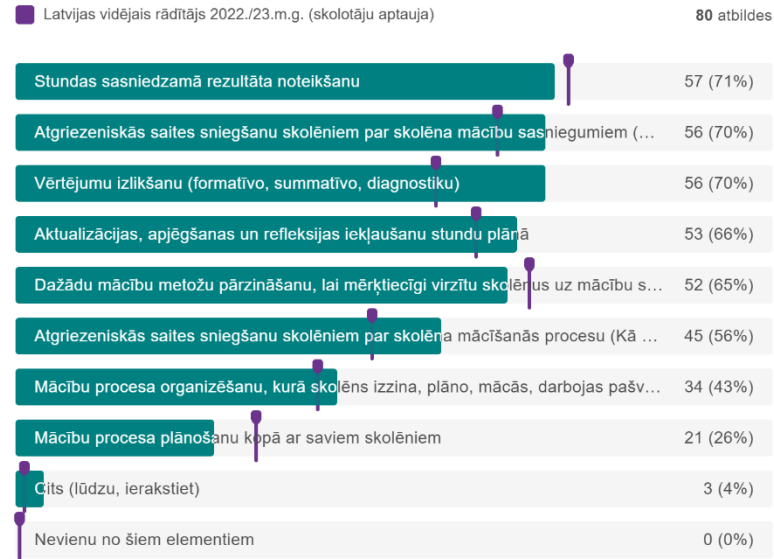 Latvijas vidējais rādītājs 2022./23.m.g. (skolotāju aptauja) 80 atbildes
Stundas sasniedzamā rezultāta noteikšanu 57 (71%)
Atgriezeniskās saites sniegšanu skolēniem par skolēna mācību sasniegumiem (... 56 (70%)
Vērtējumu izlikšanu (formatīvo, summatīvo, diagnostiku) 56 (70%)
Aktualizācijas, apjēgšanas un refleksijas iekļaušanu stundu plānā 53 (66%)
Dažādu mācību metožu pārzināšanu, lai mērķtiecīgi virzītu skolēnus uz mācību s... 52 (65%)
Atgriezeniskās saites sniegšanu skolēniem par skolēna mācīšanās procesu (Kā ... 45 (56%)
Mācību procesa organizēšanu, kurā skolēns izzina, plāno, mācās, darbojas pašv... 34 (43%)
Mācību procesa plānošanu kopā ar saviem skolēniem 21 (26%)
Cits (lūdzu, ierakstiet) 3 (4%)
Nevienu no šiem elementiem 0 (0%)